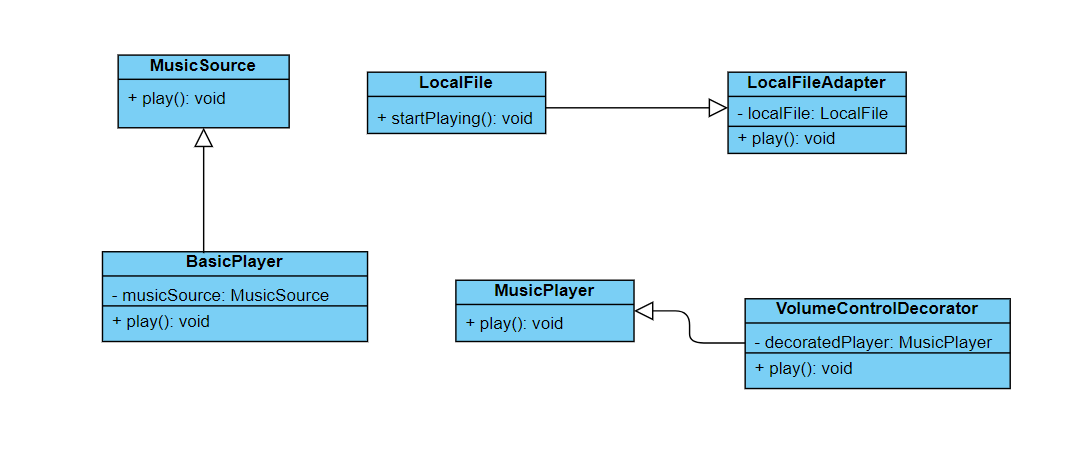 MusicSource
+ play(): void
LocalFile
+ startPlaying(): void
LocalFileAdapter
- localFile: LocalFile
+ play(): void
BasicPlayer
- musicSource: MusicSource
+ play(): void
MusicPlayer
+ play(): void
VolumeControlDecorator
- decoratedPlayer: MusicPlayer
+ play(): void